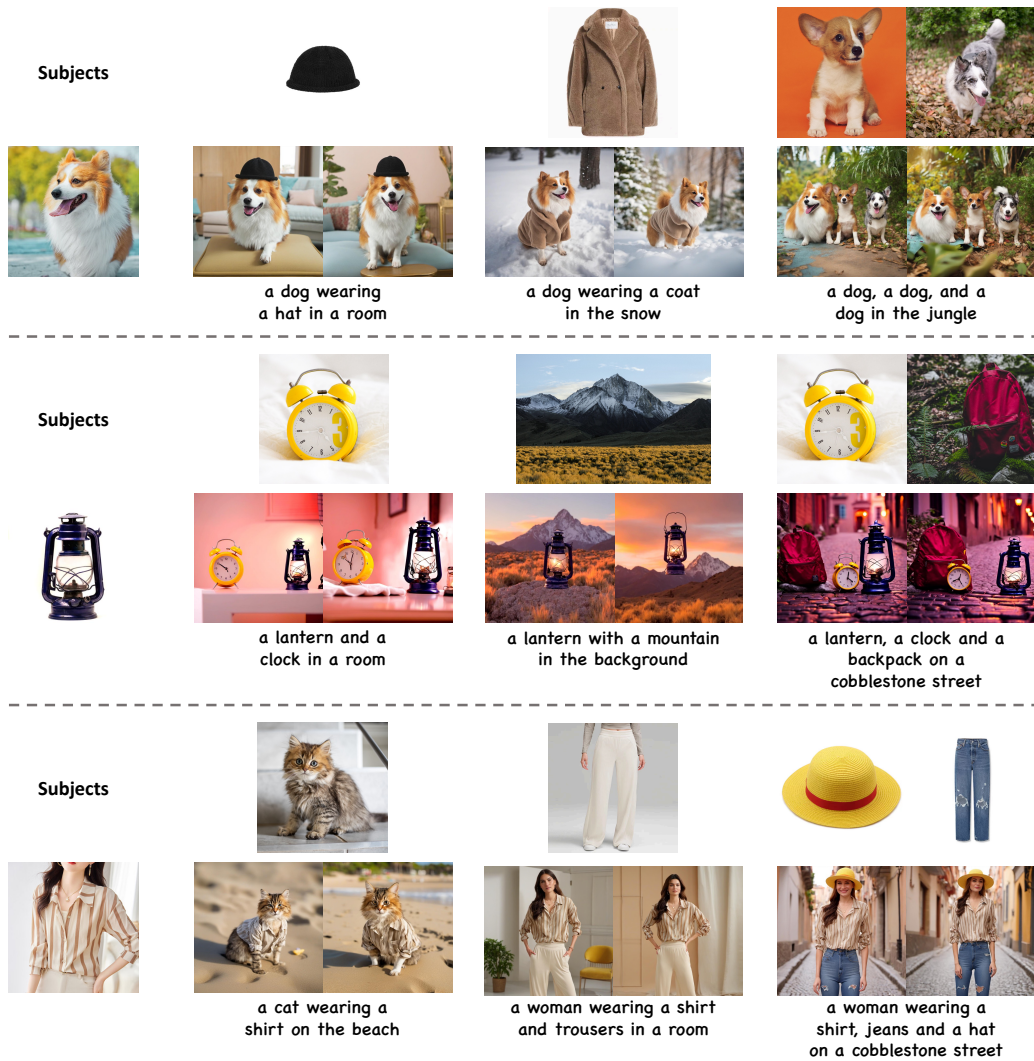 Subjects
a dog wearing
a hat in a room
a dog wearing a coat
in the snow
a dog, a dog, and a
dog in the jungle
Subjects
a lantern and a
clock in a room
a lantern with a mountain
in the background
a lantern, a clock and a
backpack on a
cobblestone street
Subjects
a cat wearing a
shirt on the beach
a woman wearing a shirt
and trousers in a room
a woman wearing a
shirt, jeans and a hat
on a cobblestone street